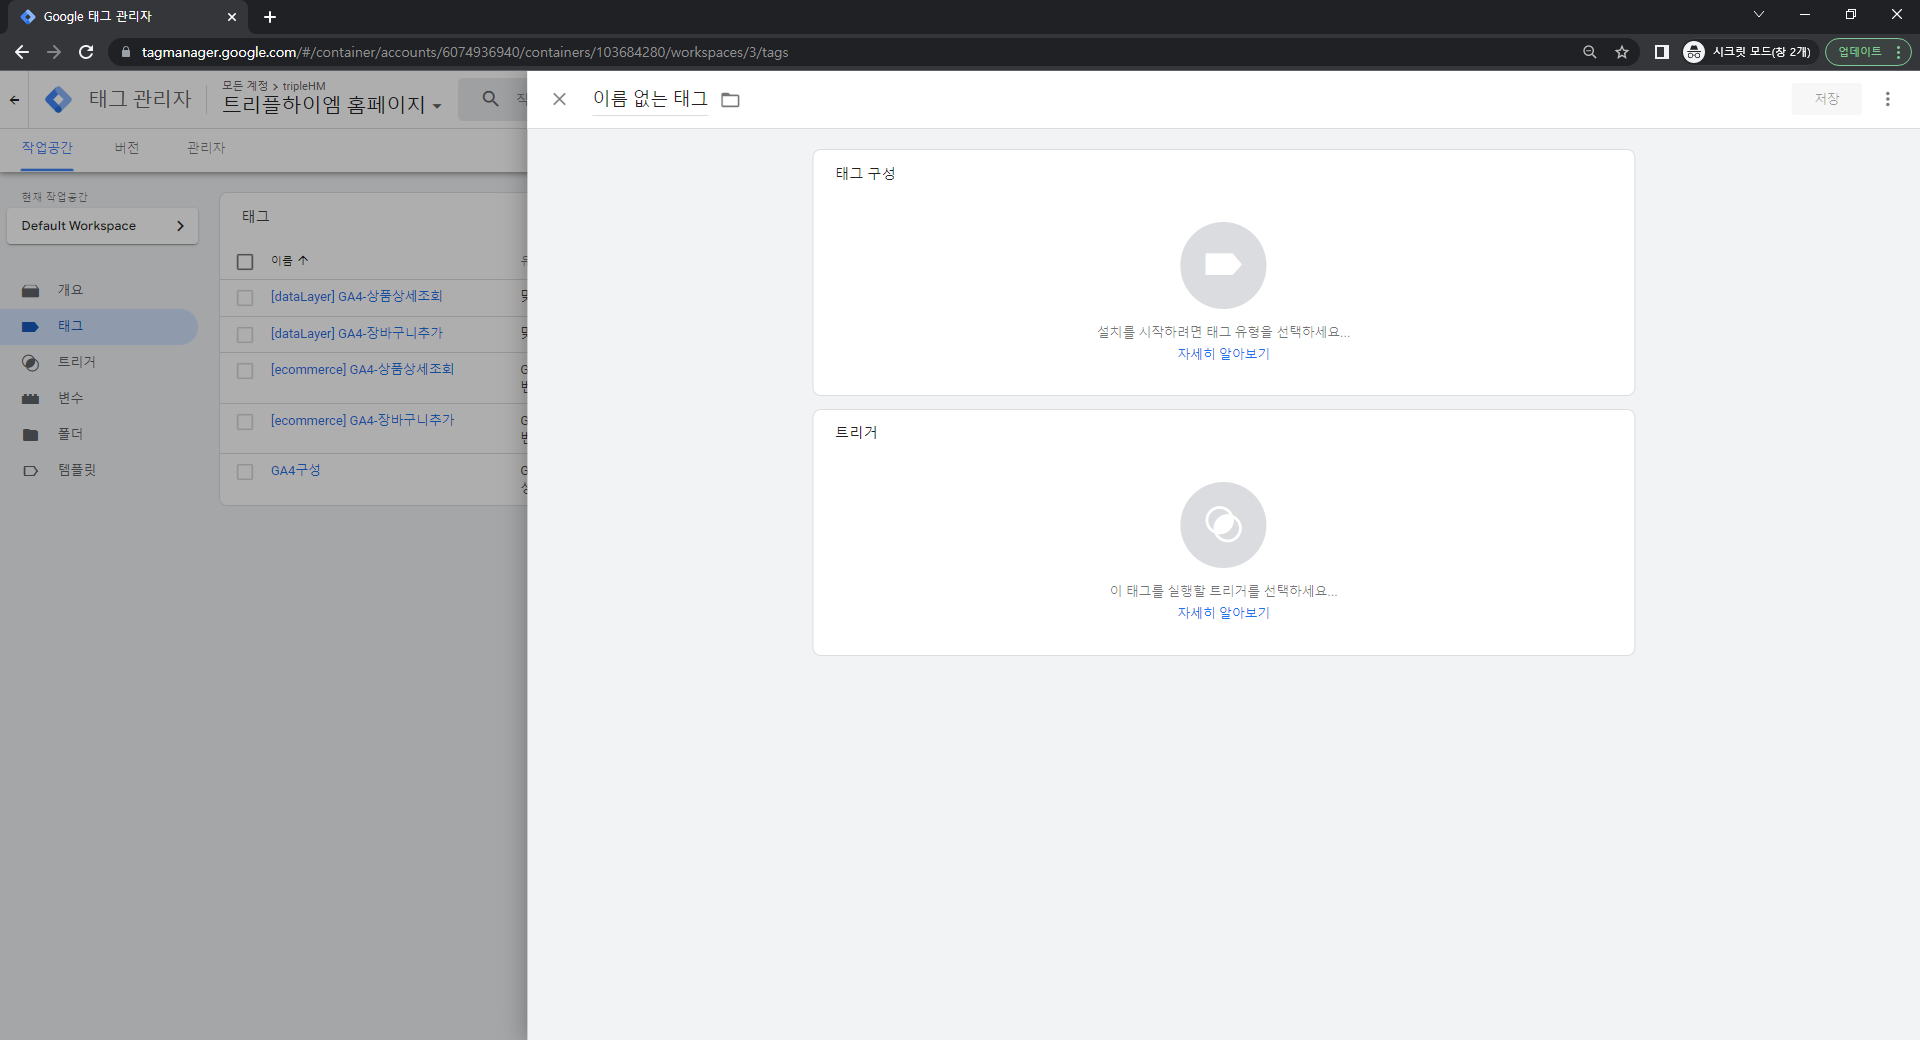 Google 태그 관리자
tagmanager.google.com/#/container/accounts/6074936940/containers/103684280/workspaces/3/tags
시크릿 모드(창 2개)
업데이트
태그 관리자
모든 계정 > tripleHM
트리플하이엠 홈페이지
이름 없는 태그
저장
작업공간
버전
관리자
현재 작업공간
Default Workspace
개요
태그
트리거
변수
폴더
템플릿
태그
이름
[dataLayer] GA4-상품상세조회
[dataLayer] GA4-장바구니추가
[ecommerce] GA4-상품상세조회
[ecommerce] GA4-장바구니추가
GA4구성
태그 구성
설치를 시작하려면 태그 유형을 선택하세요...
자세히 알아보기
트리거
이 태그를 실행할 트리거를 선택하세요...
자세히 알아보기